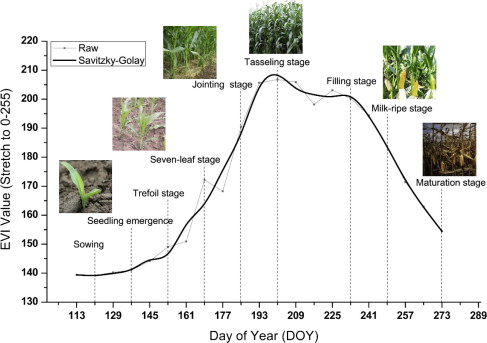 220
210
200
190
180
170
160
150
140
130
EVI Value (Stretch to 0-255)
Raw
Savitzky-Golay
Sowing
Seedling emergence
Trefoil stage
Seven-leaf stage
Jointing stage
Tasseling stage
Filling stage
Milk-ripe stage
Maturation stage
113 129 145 161 177 193 209 225 241 257 273 289
Day of Year (DOY)